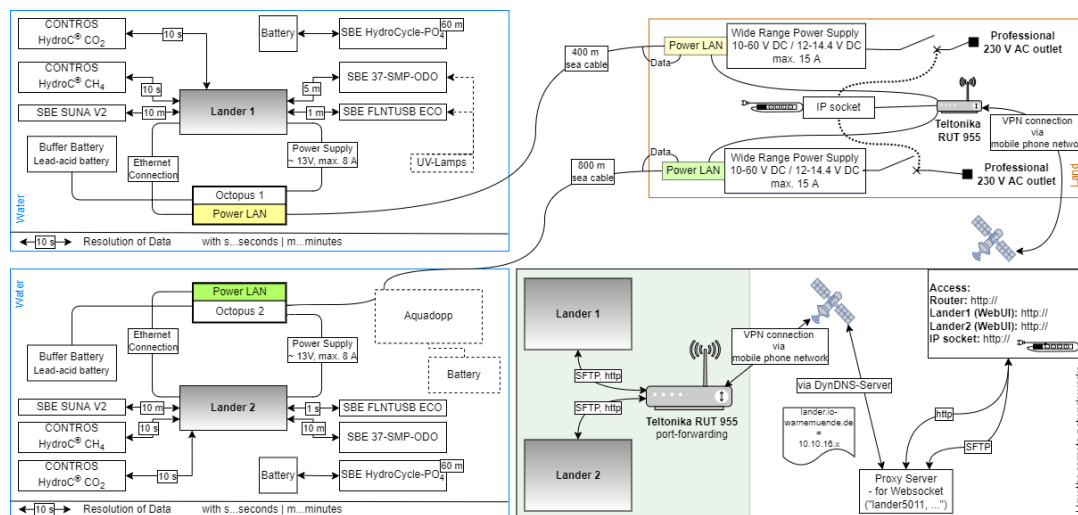 CONTROS
HydroC® CO2
10 s
Battery
60 m
SBE HydroCycle-PO4
CONTROS
HydroC® CH4
10 s
Lander 1
5 m
SBE 37-SMP-ODO
SBE SUNA V2
10 m
1 m
SBE FLNTUSB ECO
Buffer Battery
Lead-acid battery
Ethernet
Connection
Power Supply
~ 13V, max. 8 A
UV-Lamps
Octopus 1
Power LAN
Water
10 s
Resolution of Data
with s...seconds | m...minutes
400 m
sea cable
Data
Power LAN
Wide Range Power Supply
10-60 V DC / 12-14.4 V DC
max. 15 A
Professional
230 V AC outlet
IP socket
Teltonika
RUT 955
VPN connection
via
mobile phone network
800 m
sea cable
Data
Power LAN
Wide Range Power Supply
10-60 V DC / 12-14.4 V DC
max. 15 A
Professional
230 V AC outlet
Land
Water
Power LAN
Octopus 2
Aquadopp
Buffer Battery
Lead-acid battery
Ethernet
Connection
Power Supply
~ 13V, max. 8 A
Battery
SBE SUNA V2
10 m
Lander 2
1 s
SBE FLNTUSB ECO
CONTROS
HydroC® CH4
10 s
10 m
SBE 37-SMP-ODO
CONTROS
HydroC® CO2
10 s
Battery
60 m
SBE HydroCycle-PO4
10 s
Resolution of Data
with s...seconds | m...minutes
Lander 1
SFTP, http
SFTP, http
Lander 2
Teltonika RUT 955
port-forwarding
VPN connection
via
mobile phone network
via DynDNS-Server
lander.io-
warnemuende.de
=
10.10.16.x
Access:
Router: http://
Lander1 (WebUI): http://
Lander2 (WebUI): http://
IP socket: http://
http
SFTP
Proxy Server
- for Websocket
("lander5011, ...")